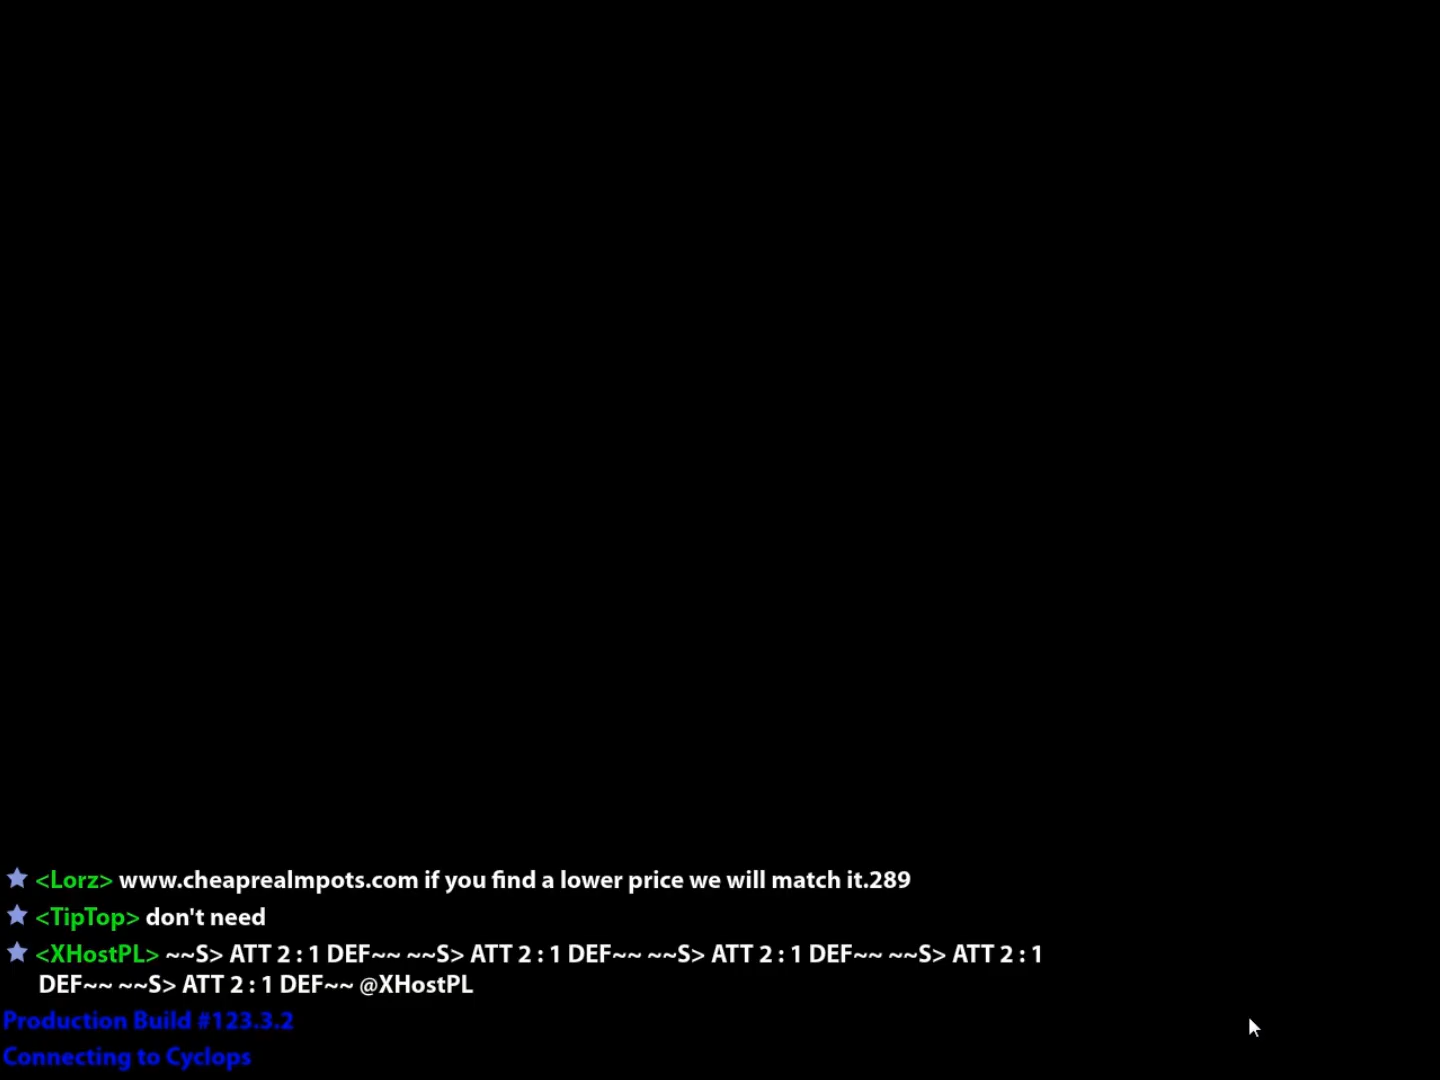 <Lorz> www.cheaprealmpots.com if you find a lower price we will match it.289
<TipTop> don't need
<XHostPL> ~~S> ATT 2 : 1 DEF~~ ~~S> ATT 2 : 1 DEF~~ ~~S> ATT 2 : 1 DEF~~ ~~S> ATT 2 : 1
DEF~~ ~~S> ATT 2 : 1 DEF~~ @XHostPL
Production Build #123.3.2
Connecting to Cyclops